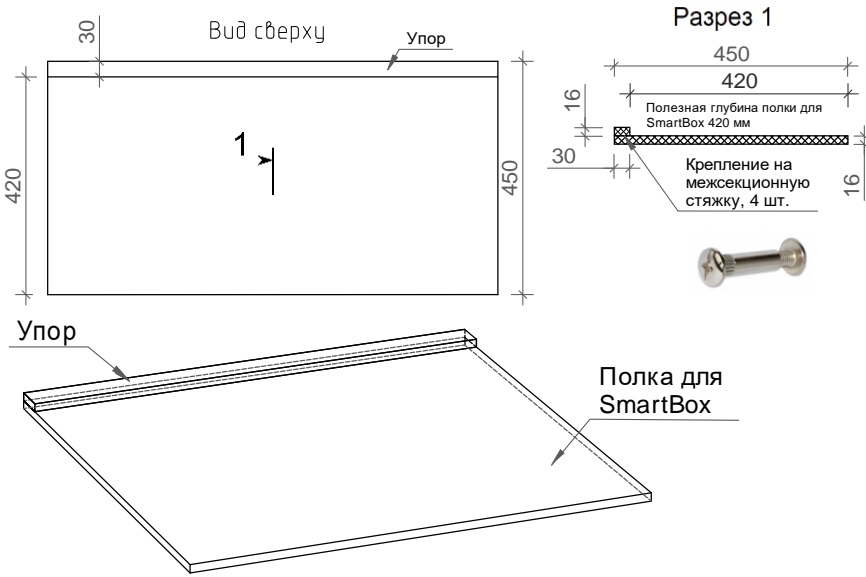 Вид сверху
30
Упор
420
450
1
Разрез 1
450
420
16
Полезная глубина полки для
SmartBox 420 мм
30
16
Крепление на
межсекционную
стяжку, 4 шт.
Упор
Полка для
SmartBox